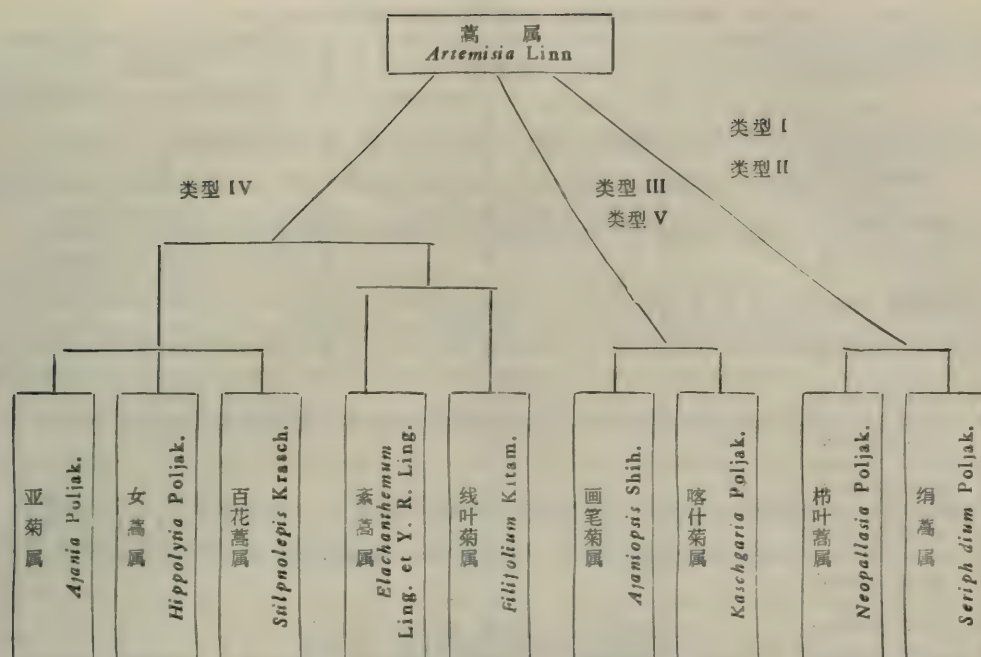 蒿 属
Artemisia Linn
类型 I
类型 II
类型 IV
类型 III
类型 V
亚菊属
Ajania Poljak.
女蒿属
Hippolytia Poljak.
百花蒿属
Stilpnolepis Krasch.
紊蒿属
Elachanthemum
Ling. et Y. R. Ling.
线叶菊属
Filifolium Kitam.
画笔菊属
Ajaniopsis Shih.
喀什菊属
Kaschgaria Poljak.
栉叶蒿属
Neopallasia Poljak.
绢蒿属
Seriphidium Poljak.